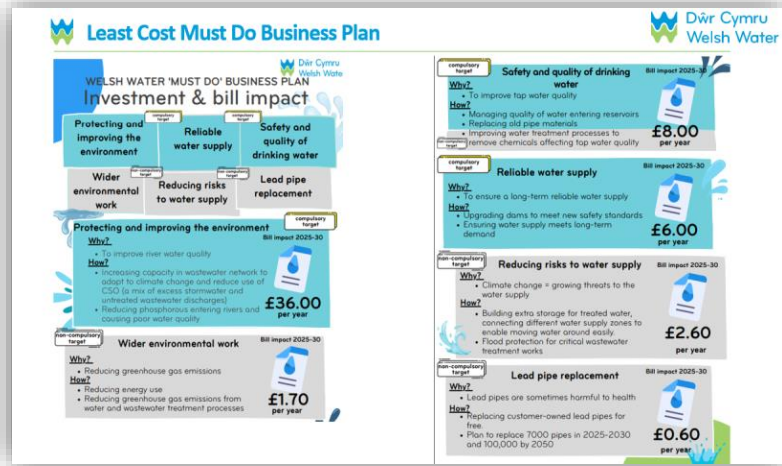 Least Cost Must Do Business Plan
Dŵr Cymru
Welsh Water
Dŵr Cymru
Welsh Wate
WELSH WATER 'MUST DO' BUSINESS PLAN
Investment & bill impact
compulsory
target
compulsory
target
Protecting and
improving the
environment
Reliable
water supply
Safety and
quality of
drinking water
non-compulsory
target
non-compulsory
target
Wider
environmental
work
Reducing risks
to water supply
Lead pipe
replacement
compulsory
target
Protecting and improving the environment
Bill impact 2025-30
Why?
• To improve river water quality
How?
• Increasing capacity in wastewater network to
adapt to climate change and reduce use of
CSO (a mix of excess stormwater and
untreated wastewater discharges)
• Reducing phosphorous entering rivers and
causing poor water quality
£36.00
per year
non-compulsory
target
Wider environmental work
Bill impact 2025-30
Why?
• Reducing greenhouse gas emissions
How?
• Reducing energy use
• Reducing greenhouse gas emissions from
water and wastewater treatment processes
£1.70
per year
compulsory
target
Safety and quality of drinking
water
Bill impact 2025-30
Why?
• To improve tap water quality
How?
• Managing quality of water entering reservoirs
• Replacing old pipe materials
• Improving water treatment processes to
remove chemicals affecting tap water quality
£8.00
per year
non-compulsory
target
compulsory
target
Reliable water supply
Bill impact 2025-30
Why?
• To ensure a long-term reliable water supply
How?
• Upgrading dams to meet new safety standards
• Ensuring water supply meets long-term
demand
£6.00
per year
non-compulsory
target
Reducing risks to water supply
Bill impact 2025-30
Why?
• Climate change = growing threats to the
water supply
How?
• Building extra storage for treated water,
connecting different water supply zones to
enable moving water around easily.
• Flood protection for critical wastewater
treatment works
£2.60
per year
non-compulsory
target
Lead pipe replacement
Bill impact 2025-30
Why?
• Lead pipes are sometimes harmful to health
How?
• Replacing customer-owned lead pipes for
free.
• Plan to replace 7000 pipes in 2025-2030
and 100,000 by 2050
£0.60
per year